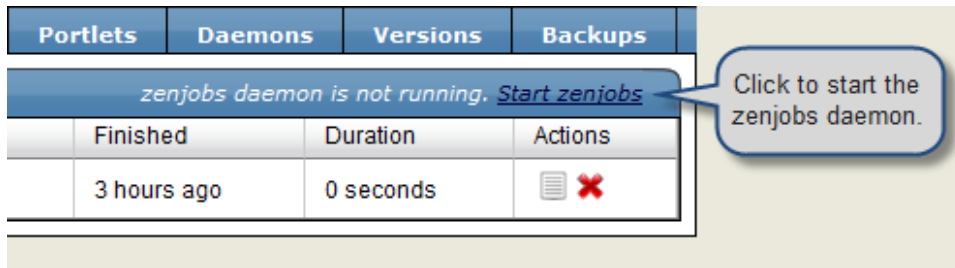 Portlets Daemons Versions Backups
zenjobs daemon is not running. Start zenjobs
Click to start the
zenjobs daemon.
Finished Duration Actions
3 hours ago 0 seconds